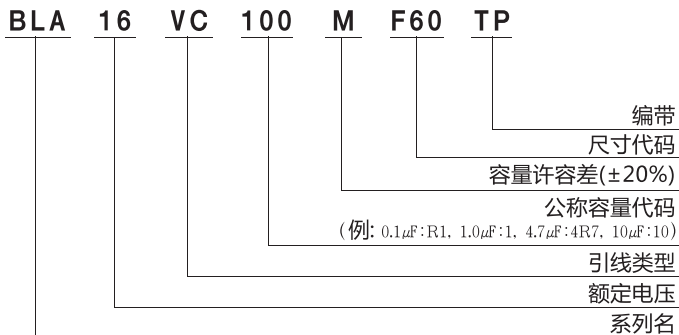 BLA 16 VC 100 M F60 TP
编带
尺寸代码
容量许容差(±20%)
公称容量代码
(例: 0.1μF:R1, 1.0μF:1, 4.7μF:4R7, 10μF:10)
引线类型
额定电压
系列名